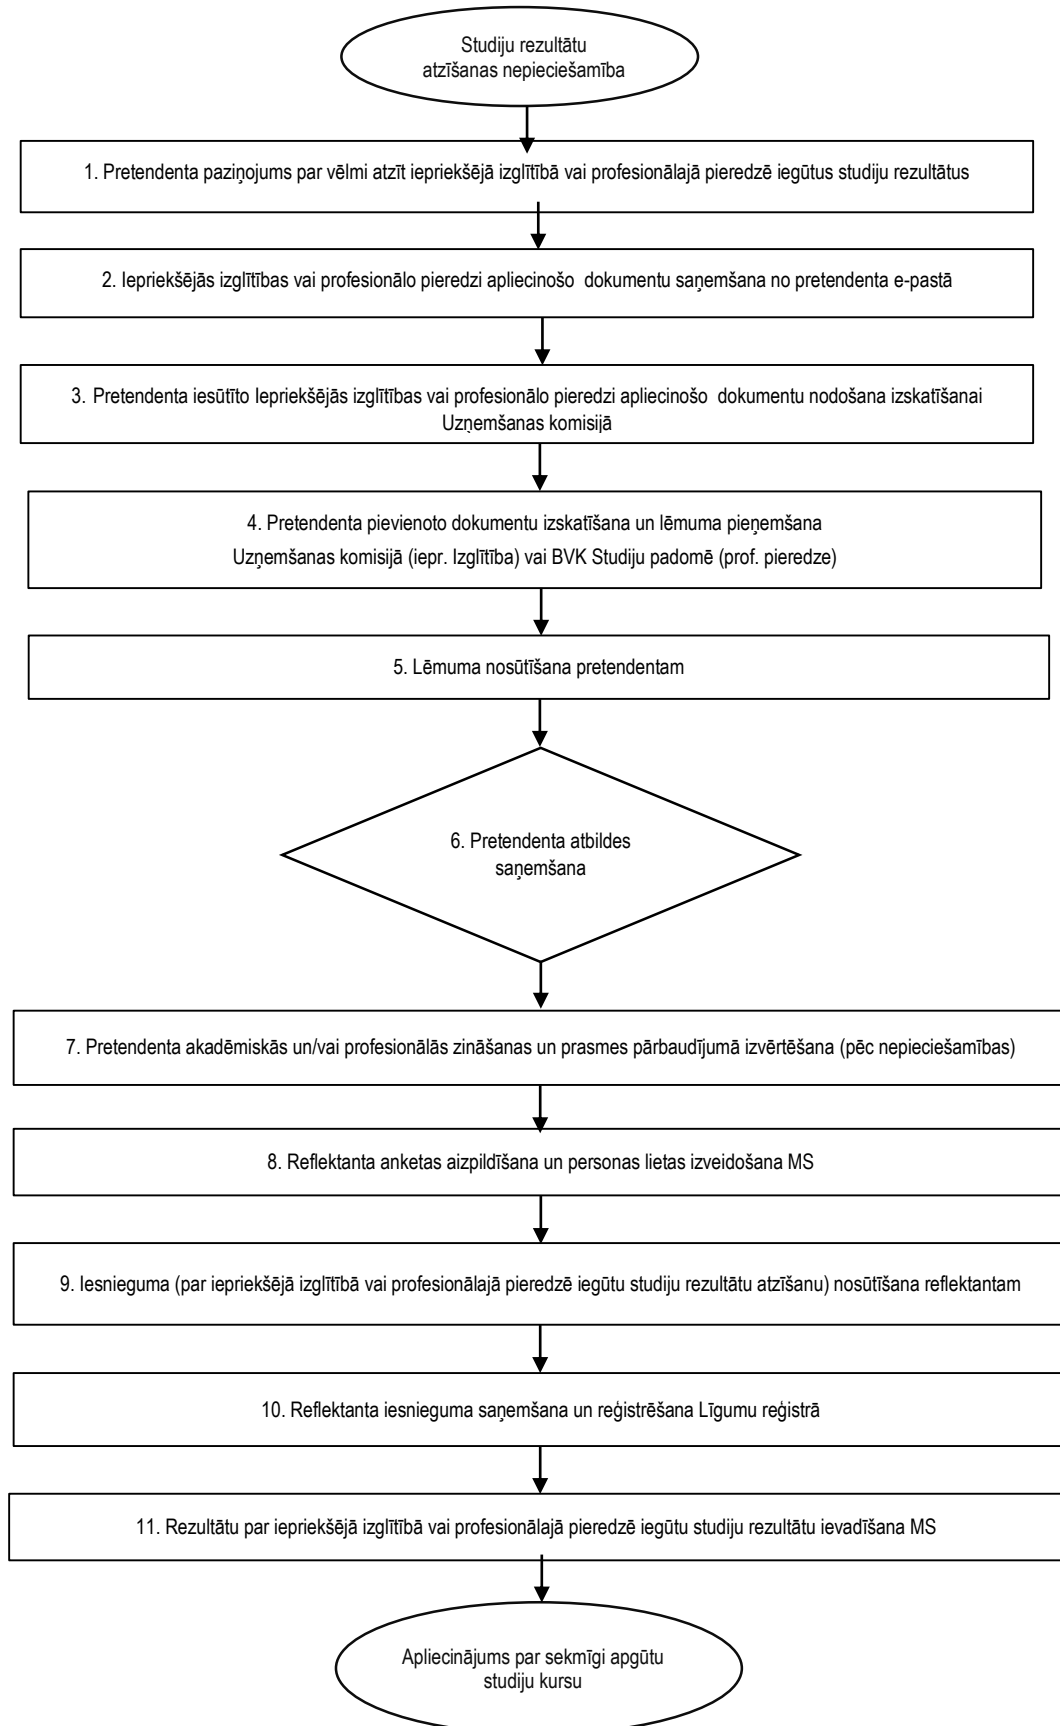 Studiju rezultātu
atzīšanas nepieciešamība
1. Pretendenta paziņojums par vēlmi atzīt iepriekšējā izglītībā vai profesionālajā pieredzē iegūtus studiju rezultātus
2. Iepriekšējās izglītības vai profesionālo pieredzi apliecinošo dokumentu saņemšana no pretendenta e-pastā
3. Pretendenta iesūtīto Iepriekšējās izglītības vai profesionālo pieredzi apliecinošo dokumentu nodošana izskatīšanai
Uzņemšanas komisijā
4. Pretendenta pievienoto dokumentu izskatīšana un lēmuma pieņemšana
Uzņemšanas komisijā (iepr. Izglītība) vai BVK Studiju padomē (prof. pieredze)
5. Lēmuma nosūtīšana pretendentam
6. Pretendenta atbildes
saņemšana
7. Pretendenta akadēmiskās un/vai profesionālās zināšanas un prasmes pārbaudījumā izvērtēšana (pēc nepieciešamības)
8. Reflektanta anketas aizpildīšana un personas lietas izveidošana MS
9. Iesnieguma (par iepriekšējā izglītībā vai profesionālajā pieredzē iegūtu studiju rezultātu atzīšanu) nosūtīšana reflektantam
10. Reflektanta iesnieguma saņemšana un reģistrēšana Līgumu reģistrā
11. Rezultātu par iepriekšējā izglītībā vai profesionālajā pieredzē iegūtu studiju rezultātu ievadīšana MS
Apliecinājums par sekmīgi apgūtu
studiju kursu